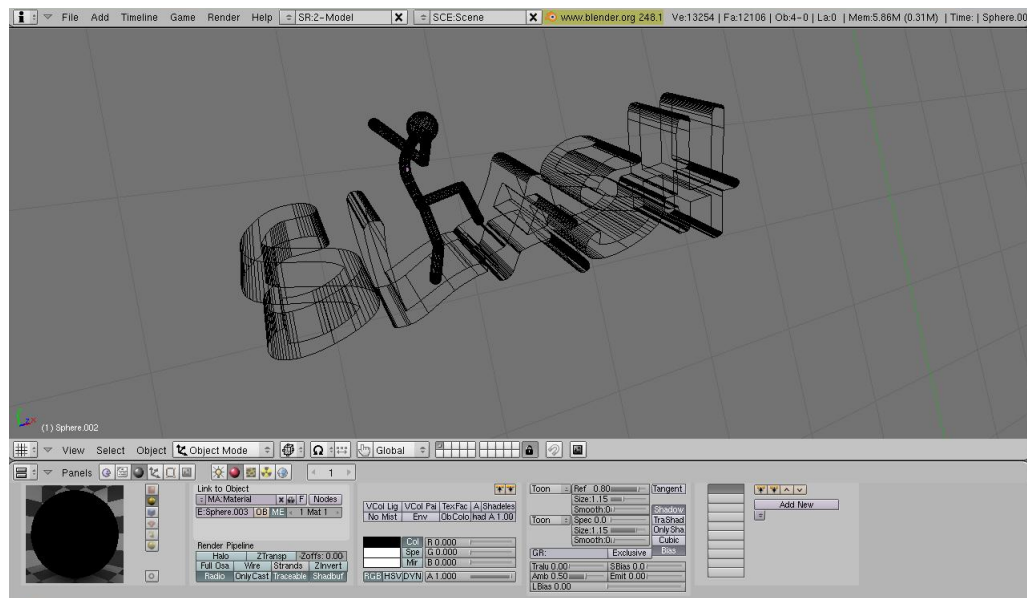 File Add Timeline Game Render Help SR:2-Model SCE:Scene www.blender.org 248.1 Ve:13254 | Fa:12106 | Ob:4-0 | La:0 | Mem:5.86M (0.31M) | Time: | Sphere.00
(1) Sphere.002
View Select Object Object Mode Global
Panels 1
Link to Object
MA:Material F Nodes
E:Sphere.003 OB ME 1 Mat 1
Render Pipeline
Halo ZTransp Zoffs: 0.00
Full Osa Wire Strands ZInvert
Radio OnlyCast Traceable Shadbuf
VCol Lig VCol Pai TexFac A Shadeles
No Mist Env ObColo had A 1.00
Col R 0.000
Spe G 0.000
Mir B 0.000
RGB HSV DYN A 1.000
Toon Ref 0.80 Tangent
Size:1.15
Smooth:0 Shadow
Toon Spec 0.0 TraShad
Size:1.15 Only Sha
Smooth:0 Cubic
GR: Exclusive Bias
Tralu 0.00 SBias 0.0
Amb 0.50 Emit 0.00
LBias 0.00
Add New